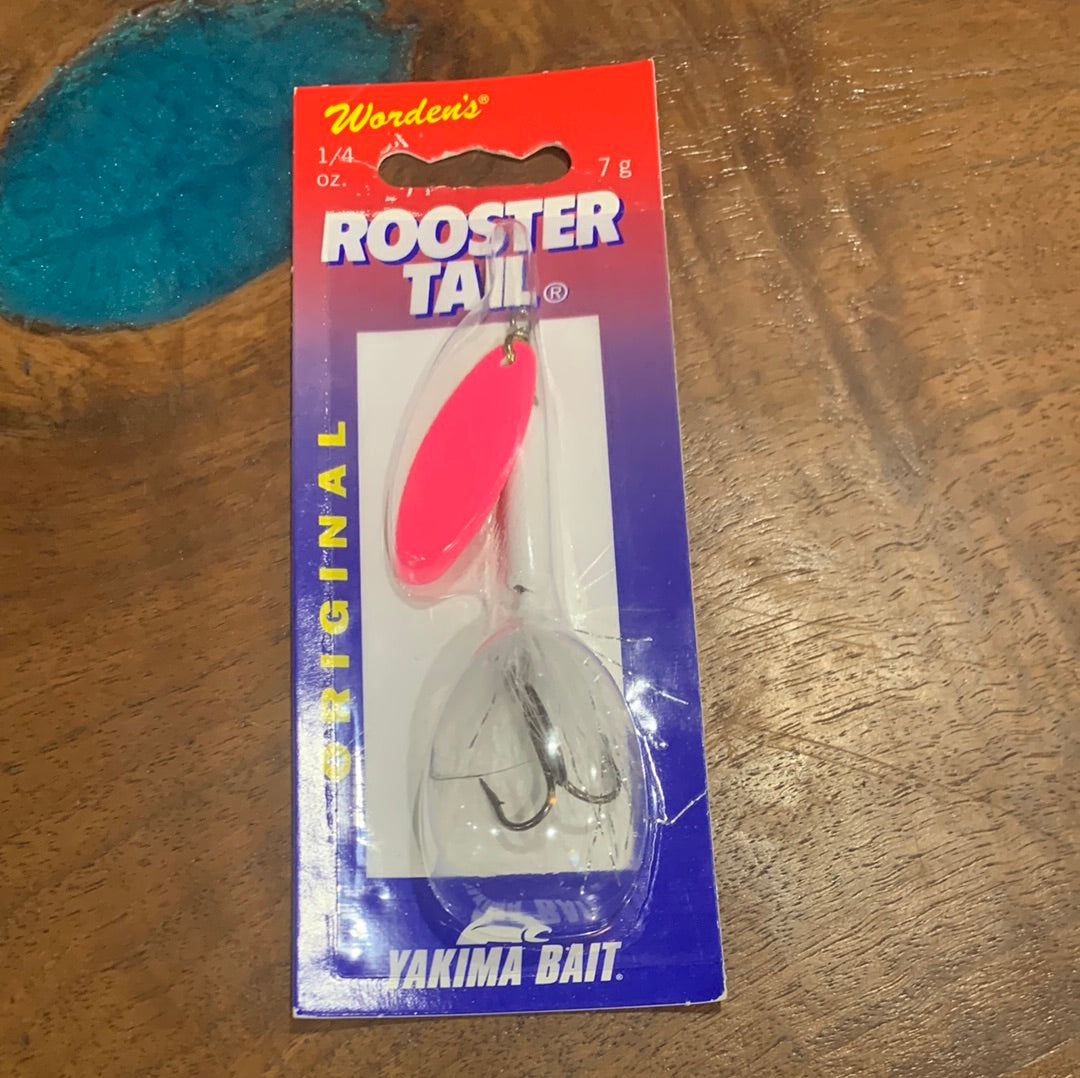 Worden's®
1/4
oz.
7 g
ROOSTER
TAIL®
ORIGINAL
YAKIMA BAIT®